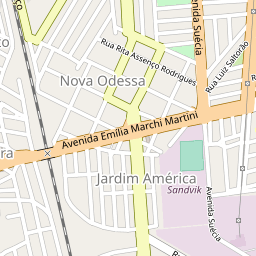 Avenida Suécia
Rua Rita Assenço Rodrigues
Rua Luiz Saltorão
Nova Odessa
Avenida Emília Marchi Martini
Jardim América
Sandvik
Avenida Suécia